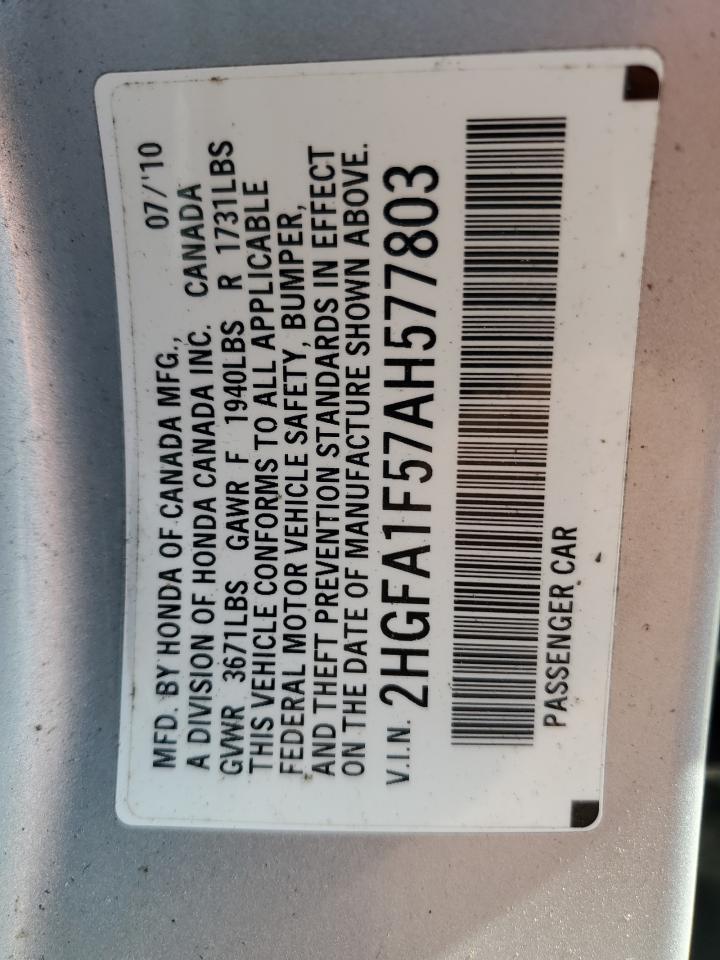 MFD. BY HONDA OF CANADA MFG., 07/'10
A DIVISION OF HONDA CANADA INC. CANADA
GVWR 3671LBS GAWR F 1940LBS R 1731LBS
THIS VEHICLE CONFORMS TO ALL APPLICABLE
FEDERAL MOTOR VEHICLE SAFETY, BUMPER,
AND THEFT PREVENTION STANDARDS IN EFFECT
ON THE DATE OF MANUFACTURE SHOWN ABOVE.
V.I.N. 2HGFA1F57AH577803
PASSENGER CAR